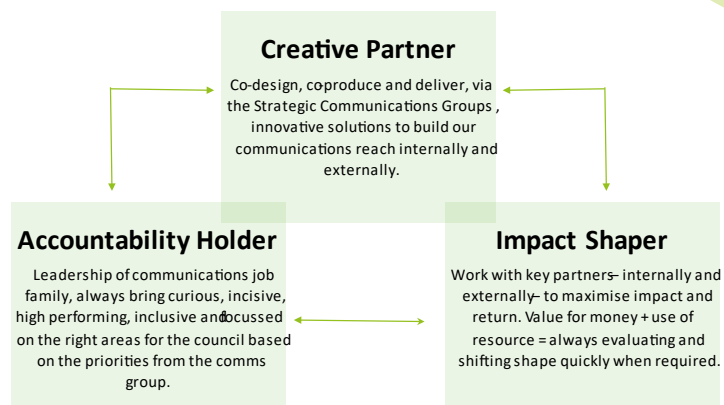 Creative Partner
Co-design, coproduce and deliver, via
the Strategic Communications Groups ,
innovative solutions to build our
communications reach internally and
externally.
Accountability Holder
Leadership of communications job
family, always bring curious, incisive,
high performing, inclusive and focussed
on the right areas for the council based
on the priorities from the comms
group.
Impact Shaper
Work with key partners– internally and
externally– to maximise impact and
return. Value for money + use of
resource = always evaluating and
shifting shape quickly when required.